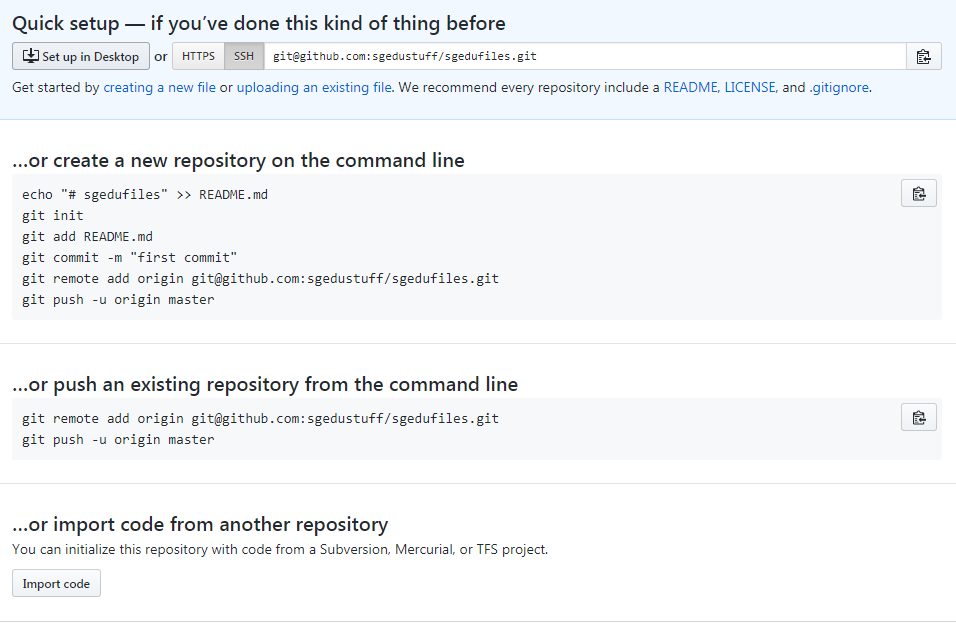 Quick setup — if you’ve done this kind of thing before
Set up in Desktop or HTTPS SSH git@github.com:sgedustuff/sgedufiles.git
Get started by creating a new file or uploading an existing file. We recommend every repository include a README, LICENSE, and .gitignore.
…or create a new repository on the command line
echo "# sgedufiles" >> README.md
git init
git add README.md
git commit -m "first commit"
git remote add origin git@github.com:sgedustuff/sgedufiles.git
git push -u origin master
…or push an existing repository from the command line
git remote add origin git@github.com:sgedustuff/sgedufiles.git
git push -u origin master
…or import code from another repository
You can initialize this repository with code from a Subversion, Mercurial, or TFS project.
Import code